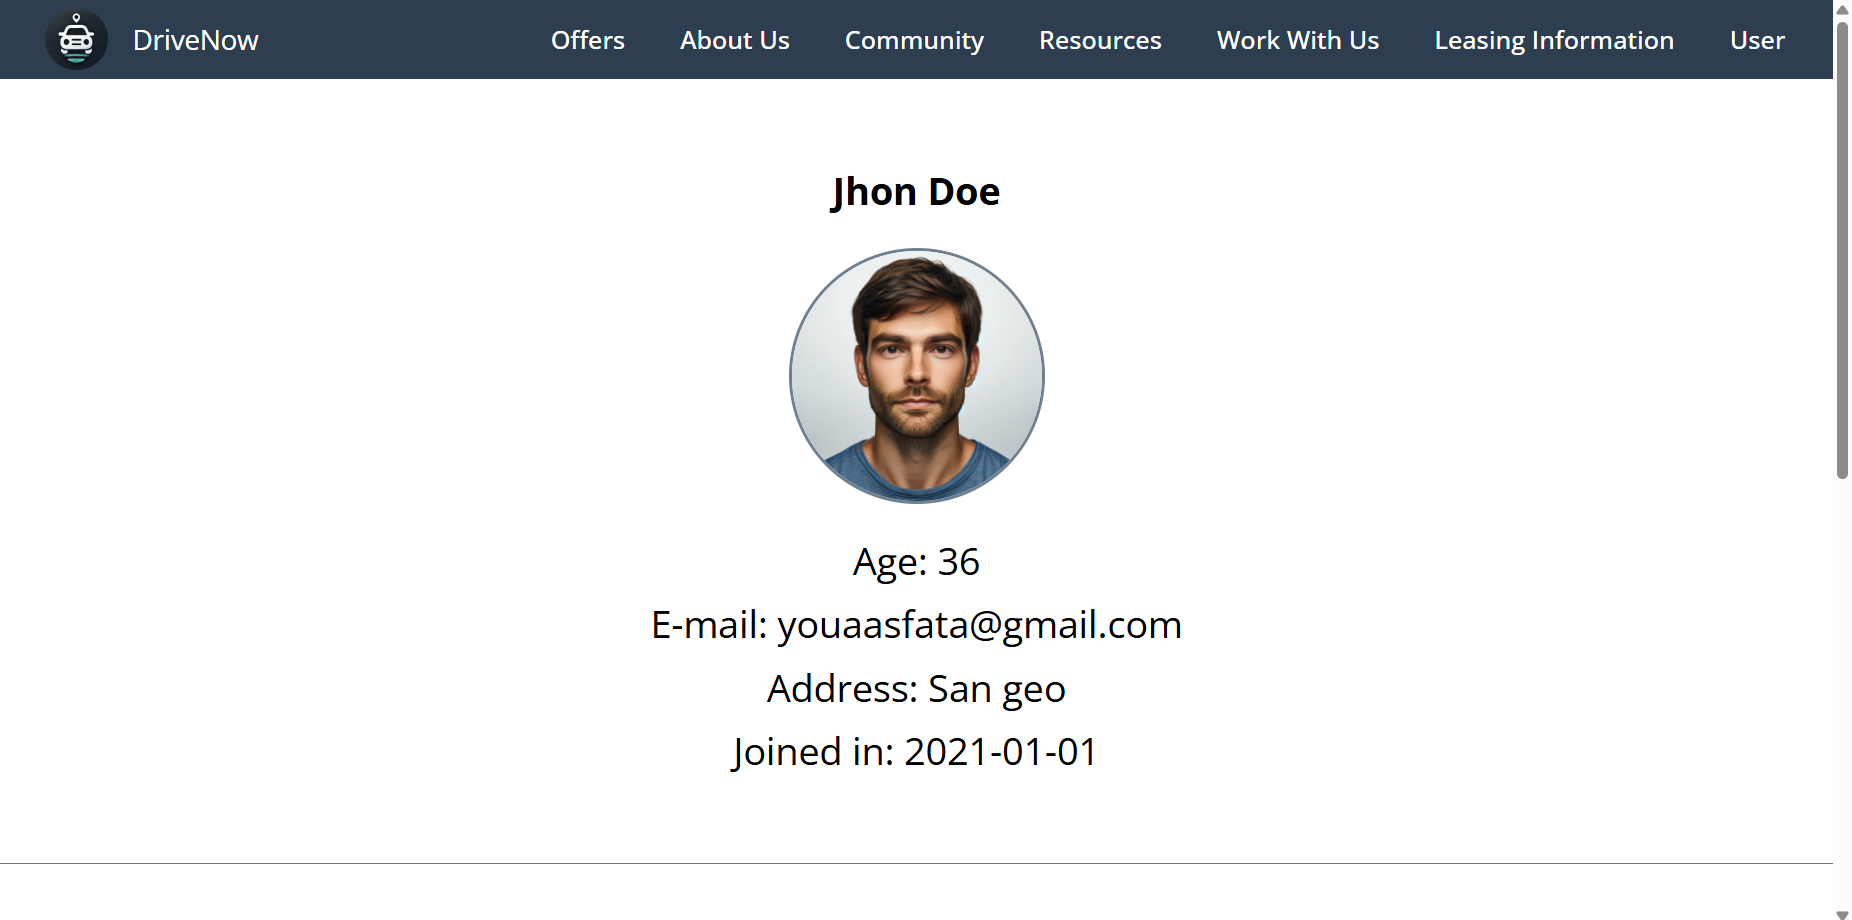 DriveNow Offers About Us Community Resources Work With Us Leasing Information User
Jhon Doe
Age: 36
E-mail: youaasfata@gmail.com
Address: San geo
Joined in: 2021-01-01